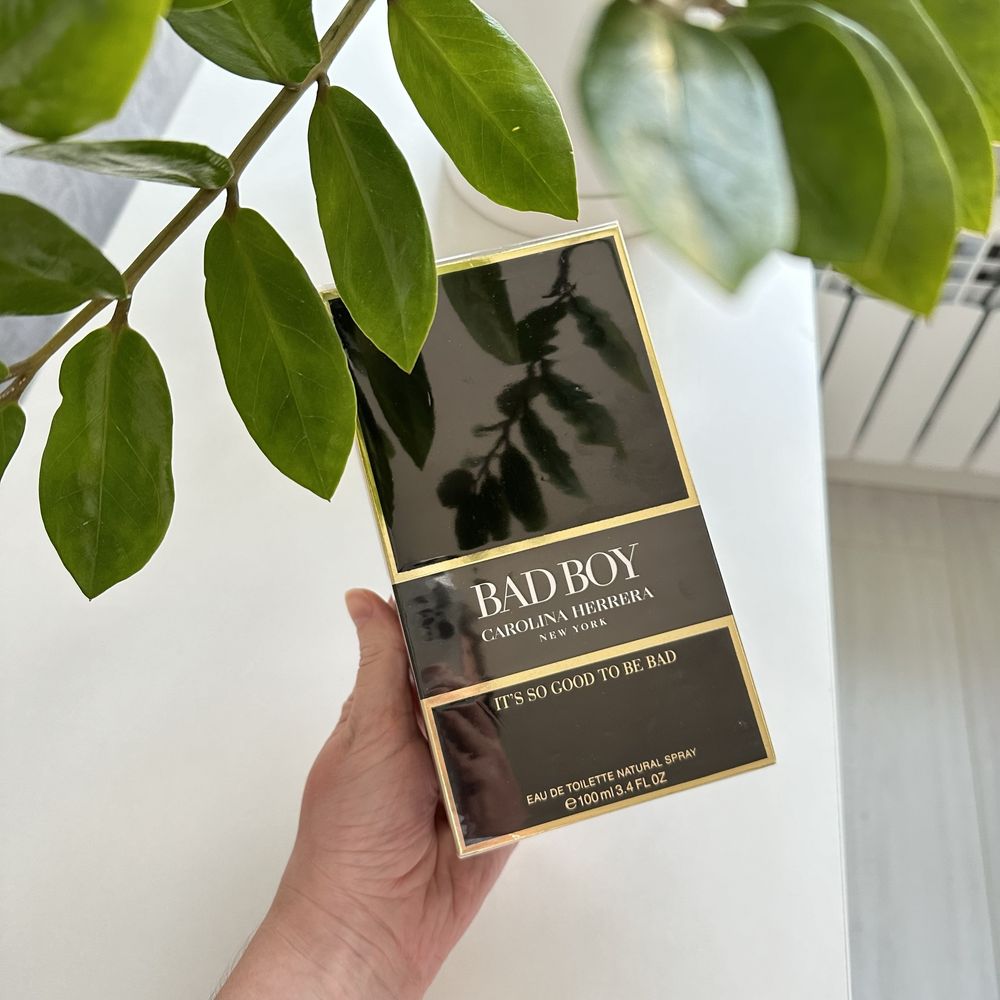 BAD BOY
CAROLINA HERRERA
NEW YORK
IT'S SO GOOD TO BE BAD
EAU DE TOILETTE NATURAL SPRAY
℮100 ml 3.4 FL OZ